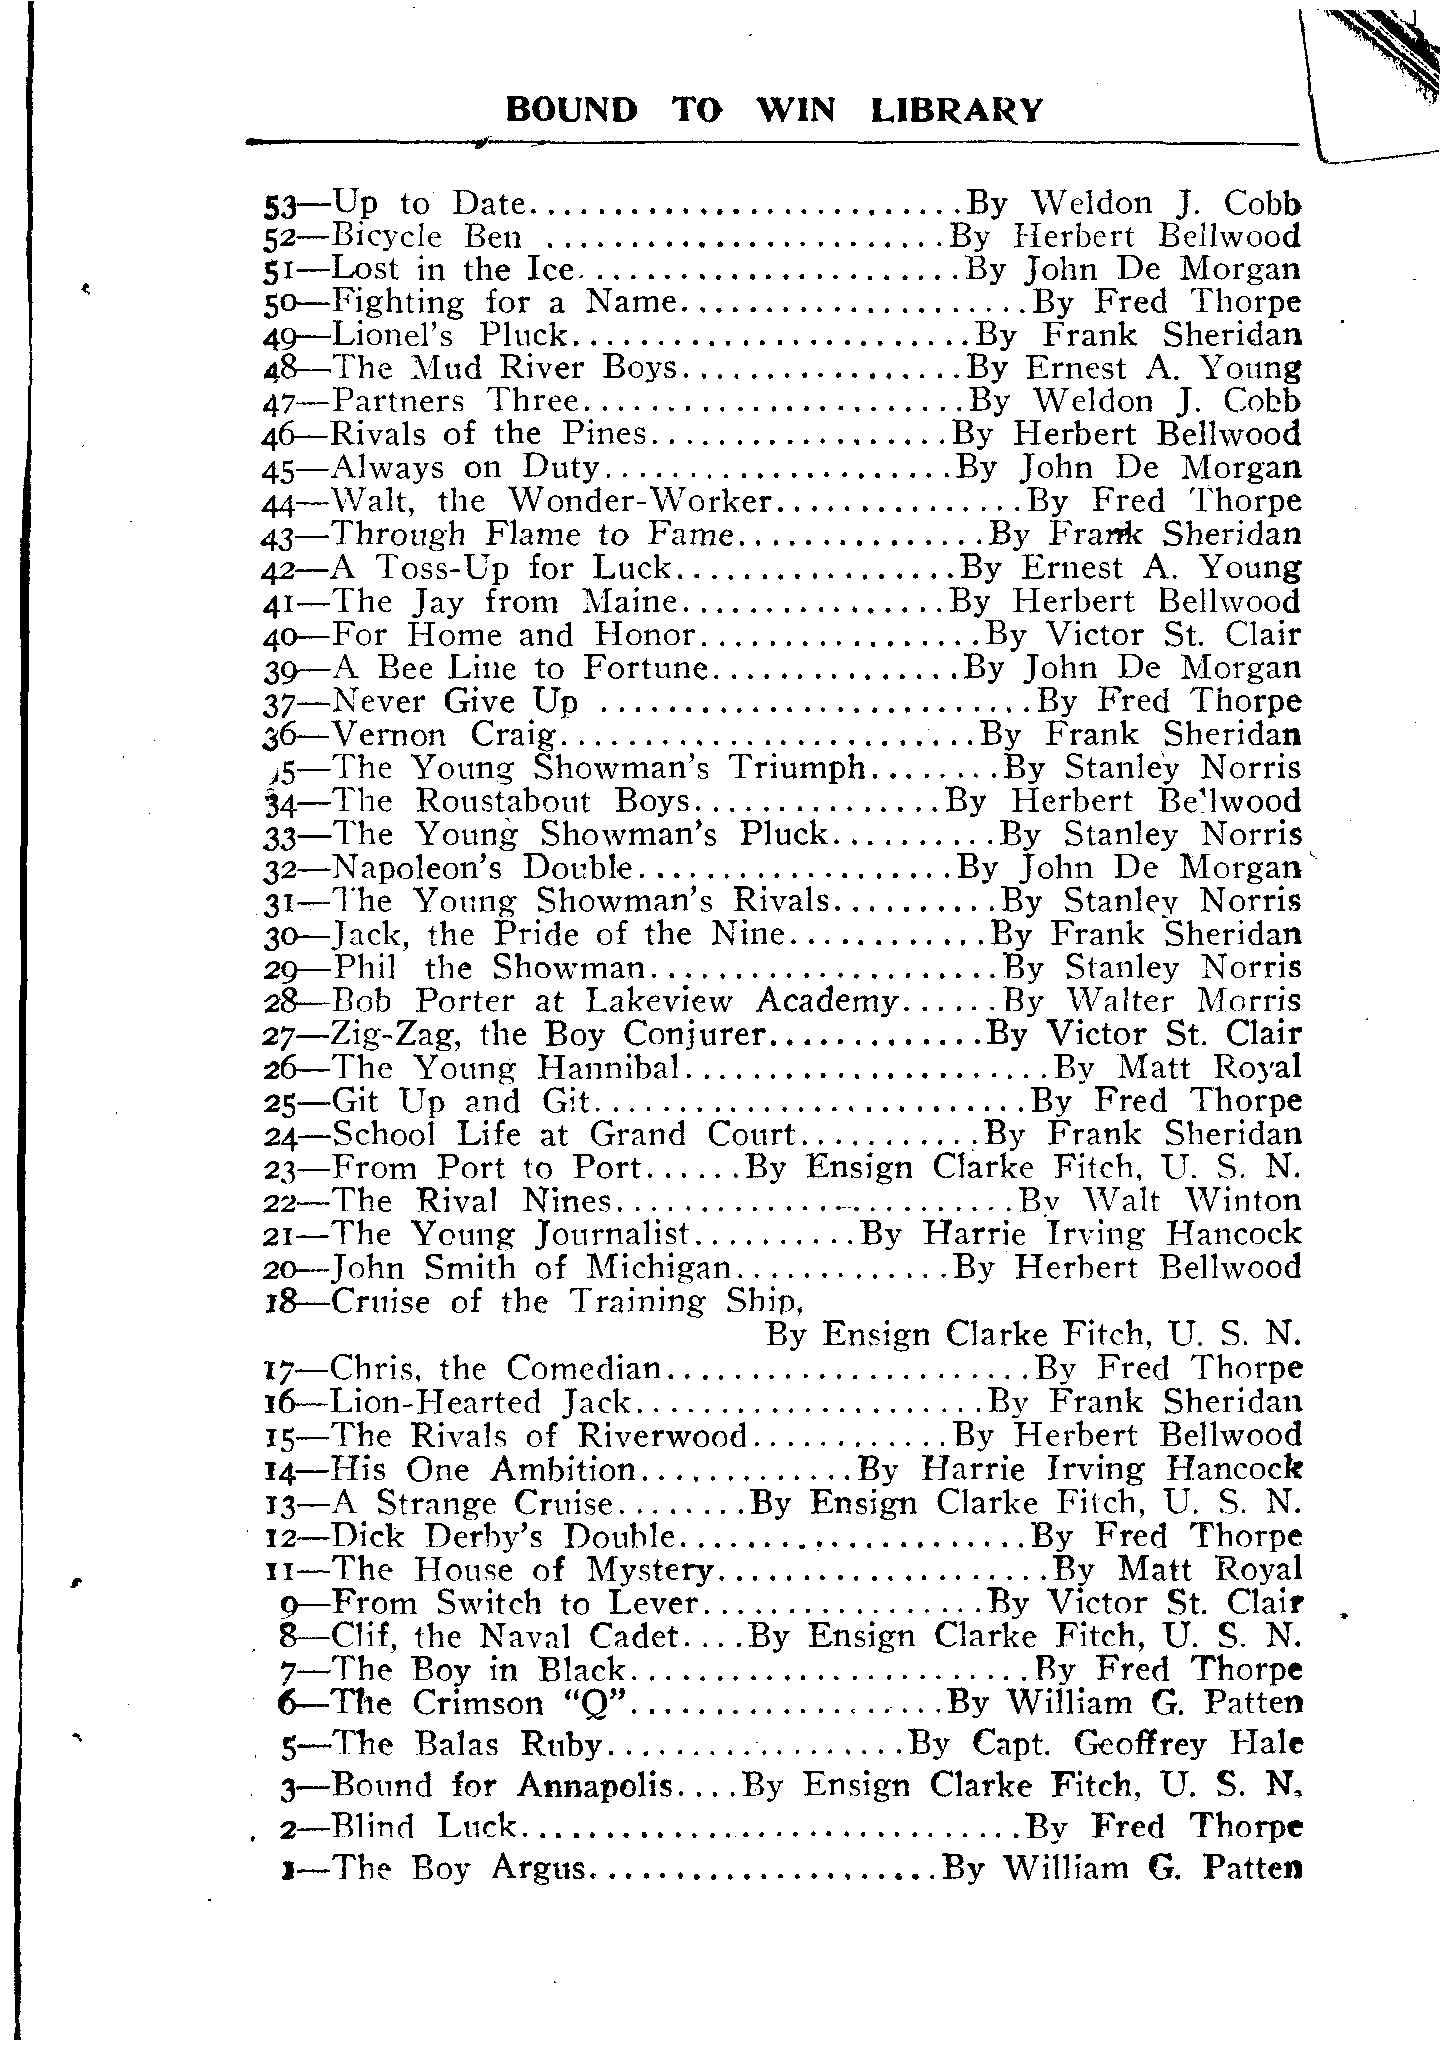 BOUND TO WIN LIBRARY
53—Up to Date..........................By Weldon J. Cobb
52—Bicycle Ben ........................By Herbert Bellwood
51—Lost in the Ice.......................By John De Morgan
50—Fighting for a Name.....................By Fred Thorpe
49—Lionel's Pluck........................By Frank Sheridan
48—The Mud River Boys.................By Ernest A. Young
47—Partners Three.......................By Weldon J. Cobb
46—Rivals of the Pines..................By Herbert Bellwood
45—Always on Duty.....................By John De Morgan
44—Walt, the Wonder-Worker...............By Fred Thorpe
43—Through Flame to Fame...............By Frank Sheridan
42—A Toss-Up for Luck.................By Ernest A. Young
41—The Jay from Maine................By Herbert Bellwood
40—For Home and Honor.................By Victor St. Clair
39—A Bee Line to Fortune...............By John De Morgan
37—Never Give Up ..........................By Fred Thorpe
36—Vernon Craig.........................By Frank Sheridan
35—The Young Showman's Triumph........By Stanley Norris
34—The Roustabout Boys...............By Herbert Bellwood
33—The Young Showman's Pluck..........By Stanley Norris
32—Napoleon's Double...................By John De Morgan
31—The Young Showman's Rivals..........By Stanley Norris
30—Jack, the Pride of the Nine............By Frank Sheridan
29—Phil the Showman.....................By Stanley Norris
28—Bob Porter at Lakeview Academy......By Walter Morris
27—Zig-Zag, the Boy Conjurer.............By Victor St. Clair
26—The Young Hannibal......................By Matt Royal
25—Git Up and Git..........................By Fred Thorpe
24—School Life at Grand Court...........By Frank Sheridan
23—From Port to Port......By Ensign Clarke Fitch, U. S. N.
22—The Rival Nines........................By Walt Winton
21—The Young Journalist..........By Harrie Irving Hancock
20—John Smith of Michigan.............By Herbert Bellwood
18—Cruise of the Training Ship,
By Ensign Clarke Fitch, U. S. N.
17—Chris, the Comedian......................By Fred Thorpe
16—Lion-Hearted Jack.....................By Frank Sheridan
15—The Rivals of Riverwood............By Herbert Bellwood
14—His One Ambition.............By Harrie Irving Hancock
13—A Strange Cruise........By Ensign Clarke Fitch, U. S. N.
12—Dick Derby's Double.....................By Fred Thorpe
11—The House of Mystery....................By Matt Royal
9—From Switch to Lever.................By Victor St. Clair
8—Clif, the Naval Cadet....By Ensign Clarke Fitch, U. S. N.
7—The Boy in Black........................By Fred Thorpe
6—The Crimson “Q”...................By William G. Patten
5—The Balas Ruby..................By Capt. Geoffrey Hale
3—Bound for Annapolis....By Ensign Clarke Fitch, U. S. N.
2—Blind Luck..............................By Fred Thorpe
1—The Boy Argus.....................By William G. Patten